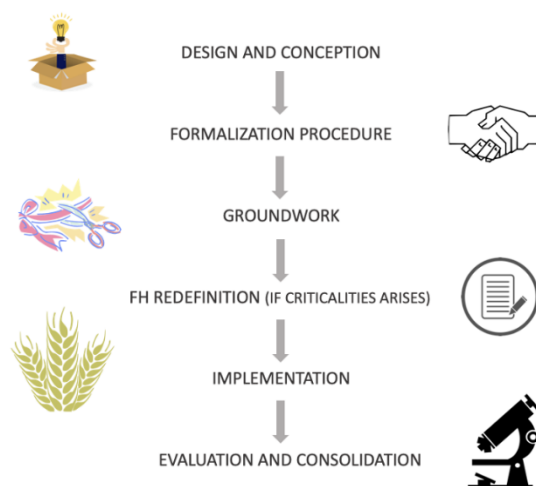 DESIGN AND CONCEPTION
FORMALIZATION PROCEDURE
GROUNDWORK
FH REDEFINITION (IF CRITICALITIES ARISES)
IMPLEMENTATION
EVALUATION AND CONSOLIDATION